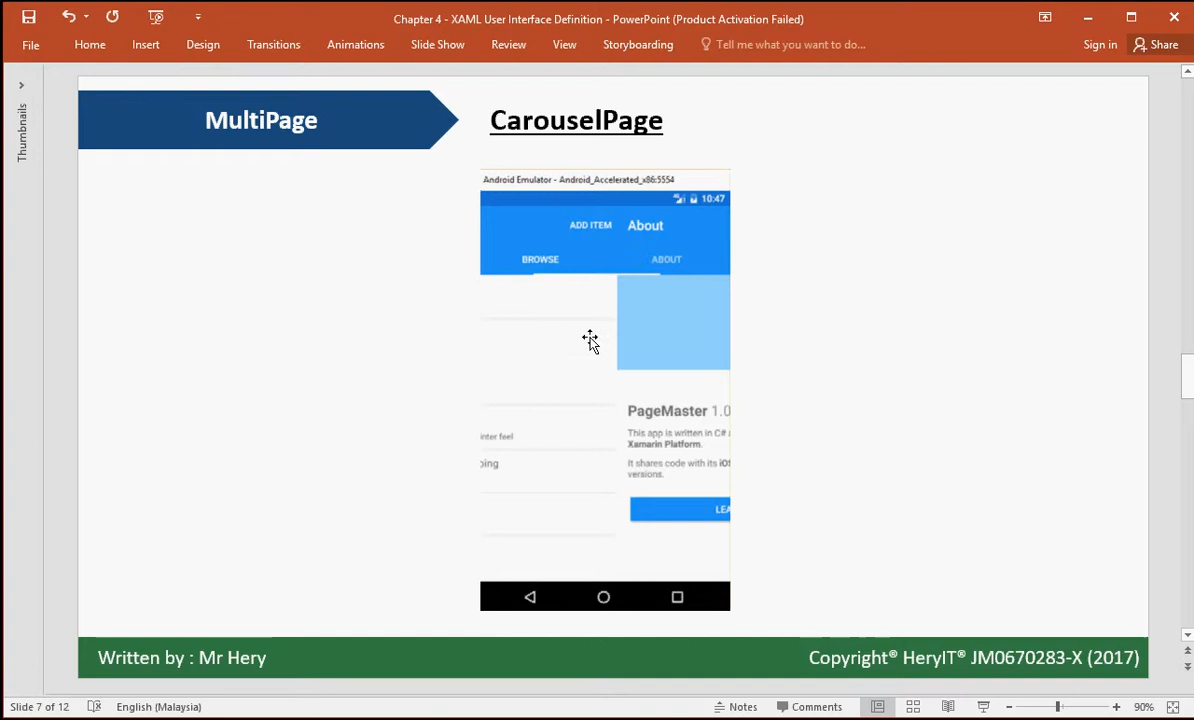 Chapter 4 - XAML User Interface Definition - PowerPoint (Product Activation Failed)
File Home Insert Design Transitions Animations Slide Show Review View Storyboarding Tell me what you want to do... Sign in Share
Thumbnails
MultiPage
CarouselPage
Android Emulator - Android_Accelerated_x86:5554
10:47
ADD ITEM About
BROWSE ABOUT
PageMaster 1.0
This app is written in C# a
inter feel
Xamarin Platform.
ping
It shares code with its iO
versions.
LEA
Written by : Mr Hery
Copyright® HeryIT® JM0670283-X (2017)
Slide 7 of 12 English (Malaysia) Notes Comments 90%